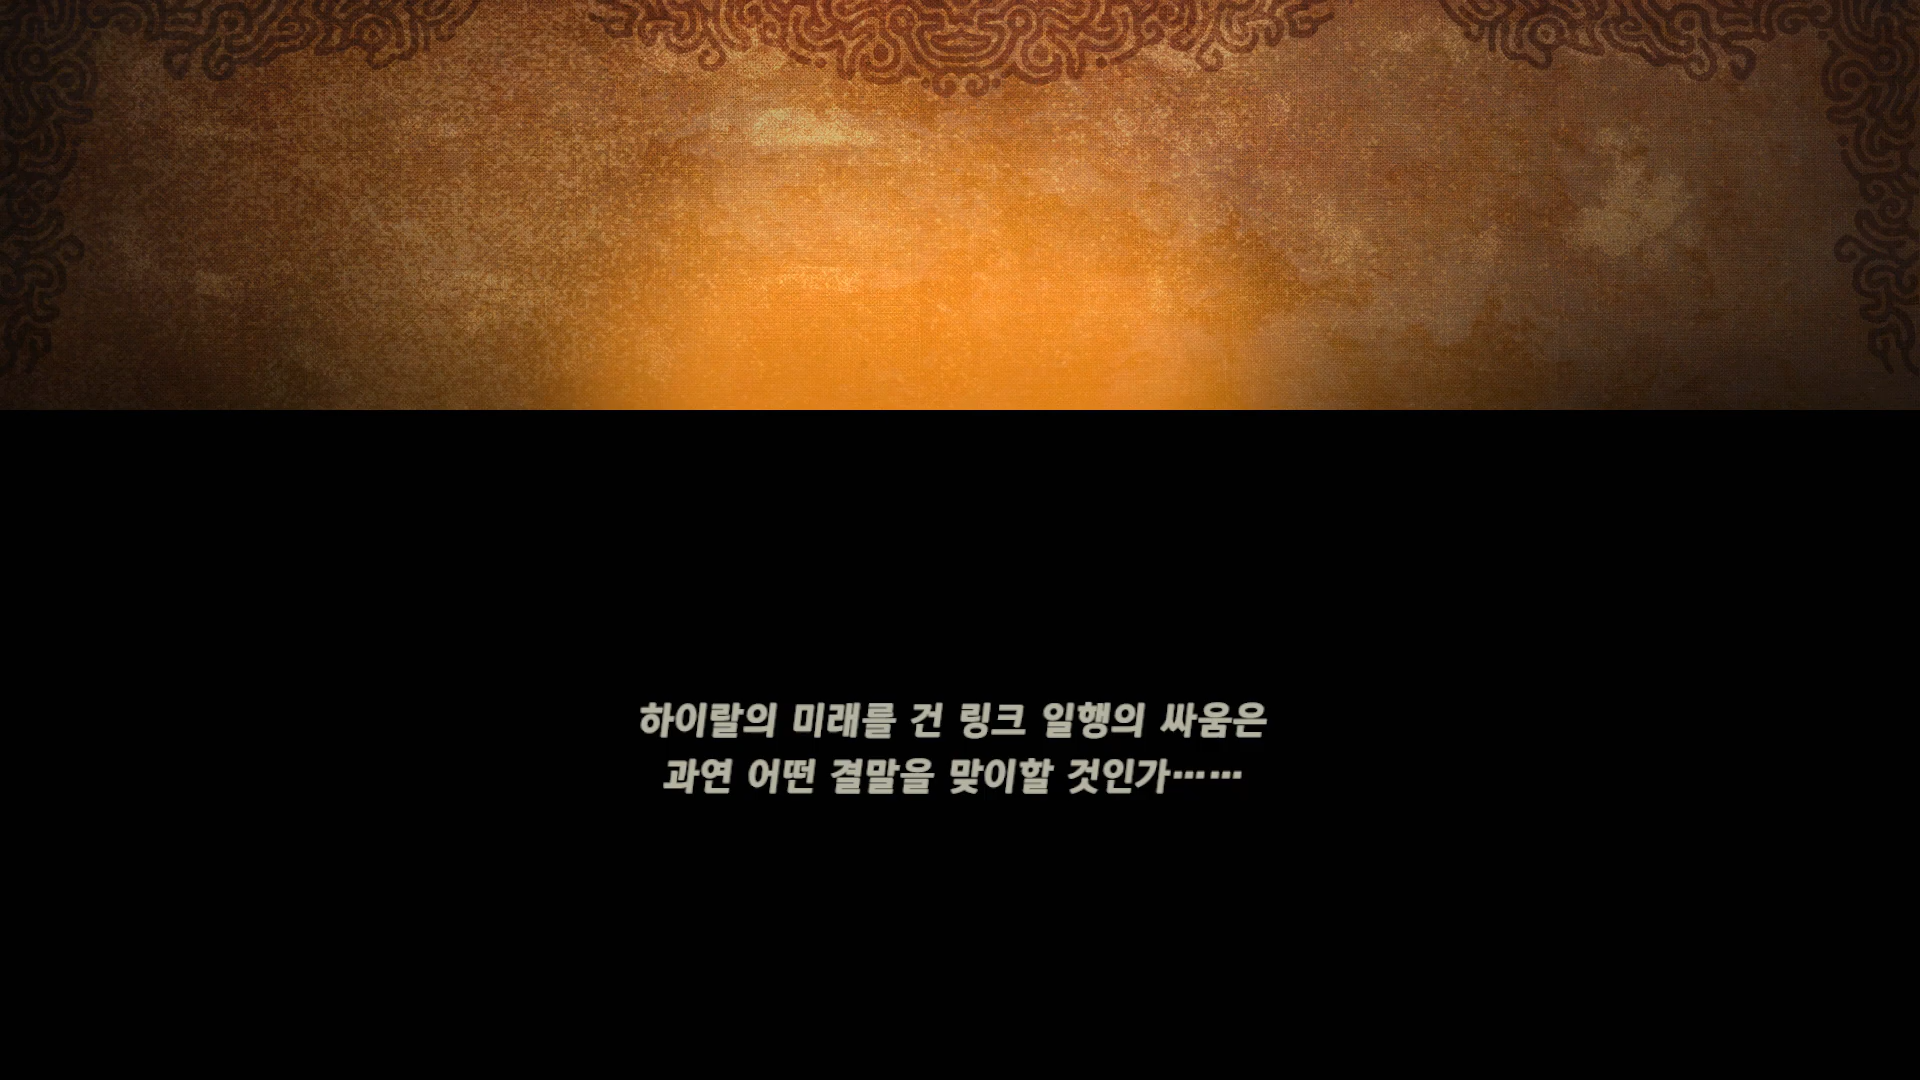 하이랄의 미래를 건 링크 일행의 싸움은
과연 어떤 결말을 맞이할 것인가……